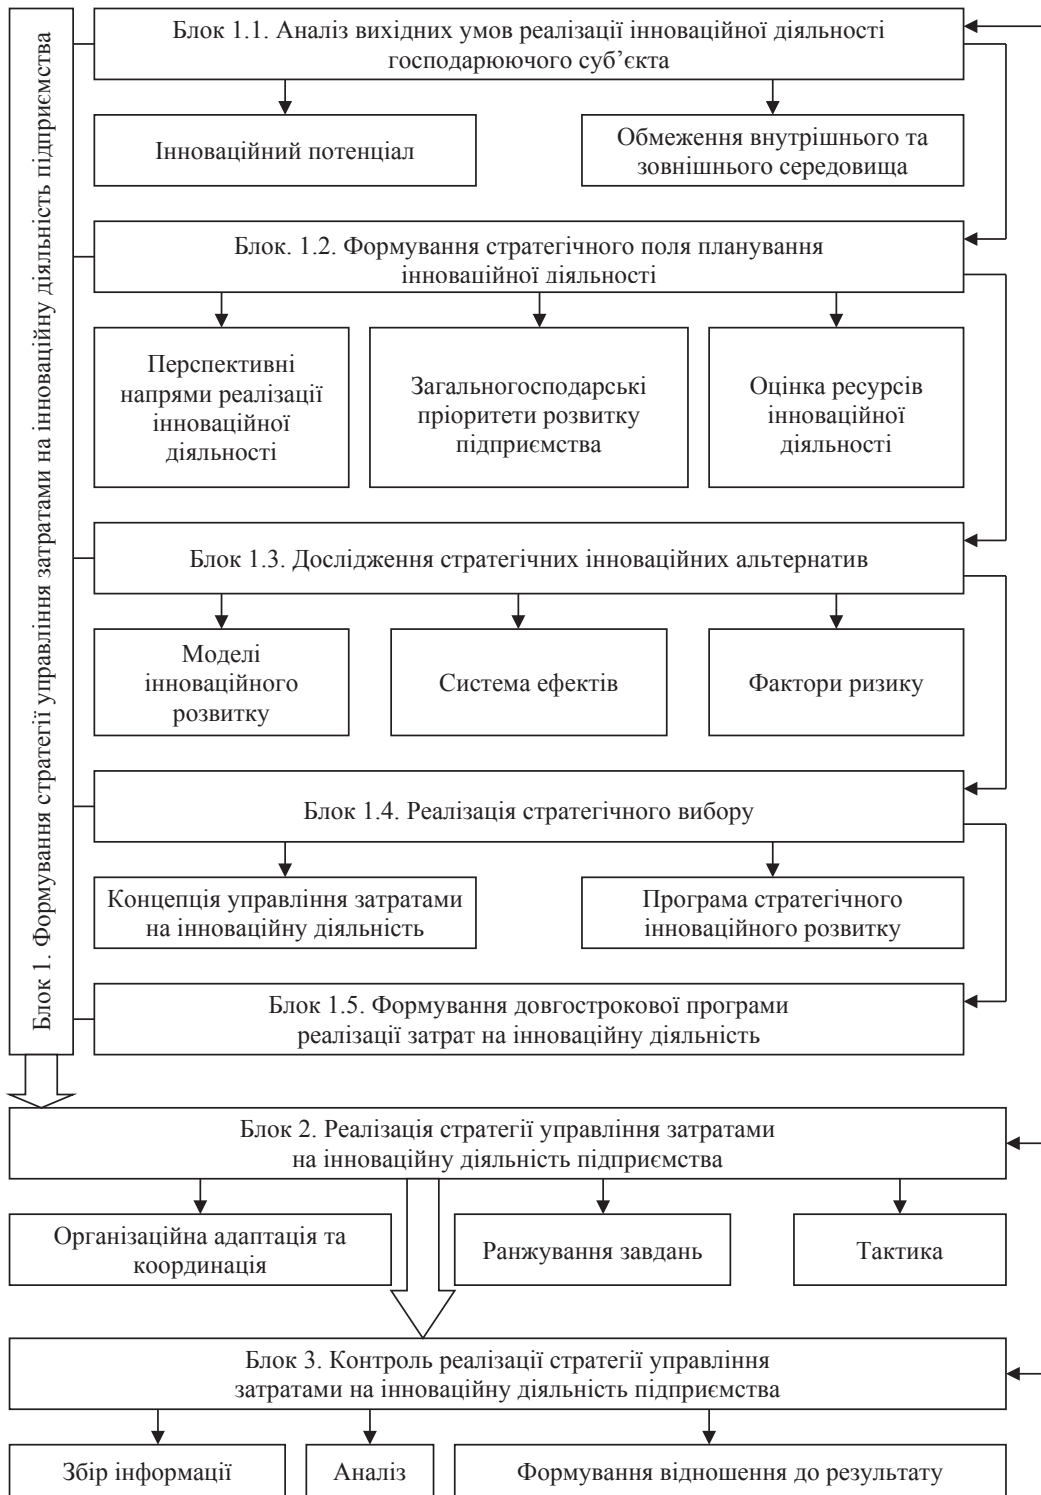 Блок 1. Формування стратегії управління затратами на інноваційну діяльність підприємства
Блок 1.1. Аналіз вихідних умов реалізації інноваційної діяльності
господарюючого суб’єкта
Інноваційний потенціал
Обмеження внутрішнього та
зовнішнього середовища
Блок. 1.2. Формування стратегічного поля планування
інноваційної діяльності
Перспективні
напрями реалізації
інноваційної
діяльності
Загальногосподарські
пріоритети розвитку
підприємства
Оцінка ресурсів
інноваційної
діяльності
Блок 1.3. Дослідження стратегічних інноваційних альтернатив
Моделі
інноваційного
розвитку
Система ефектів
Фактори ризику
Блок 1.4. Реалізація стратегічного вибору
Концепція управління затратами
на інноваційну діяльність
Програма стратегічного
інноваційного розвитку
Блок 1.5. Формування довгострокової програми
реалізації затрат на інноваційну діяльність
Блок 2. Реалізація стратегії управління затратами
на інноваційну діяльність підприємства
Організаційна адаптація та
координація
Ранжування завдань
Тактика
Блок 3. Контроль реалізації стратегії управління
затратами на інноваційну діяльність підприємства
Збір інформації
Аналіз
Формування відношення до результату